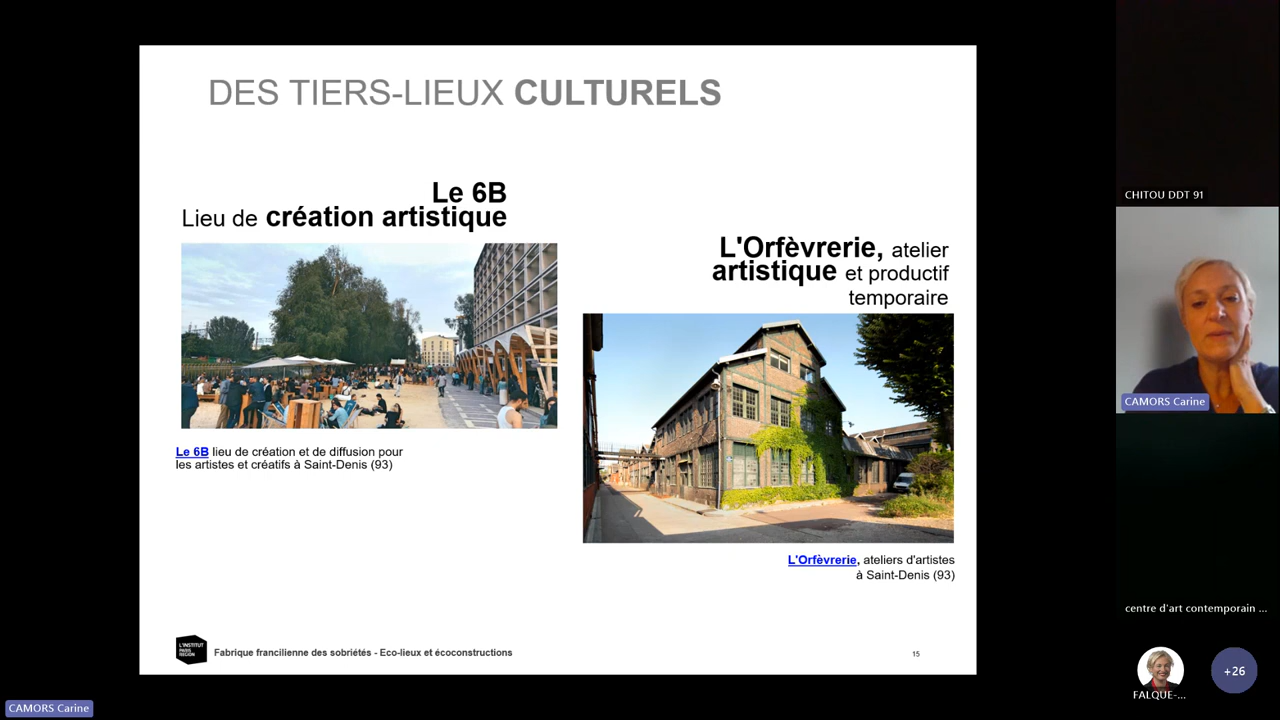 DES TIERS-LIEUX CULTURELS
Le 6B
Lieu de création artistique
L'Orfèvrerie, atelier
artistique et productif
temporaire
Le 6B lieu de création et de diffusion pour
les artistes et créatifs à Saint-Denis (93)
L'Orfèvrerie, ateliers d'artistes
à Saint-Denis (93)
L'INSTITUT
PARIS
REGION
Fabrique francilienne des sobriétés - Eco-lieux et écoconstructions
15
CHITOU DDT 91
CAMORS Carine
centre d'art contemporain ...
FALQUE-...
+26
CAMORS Carine